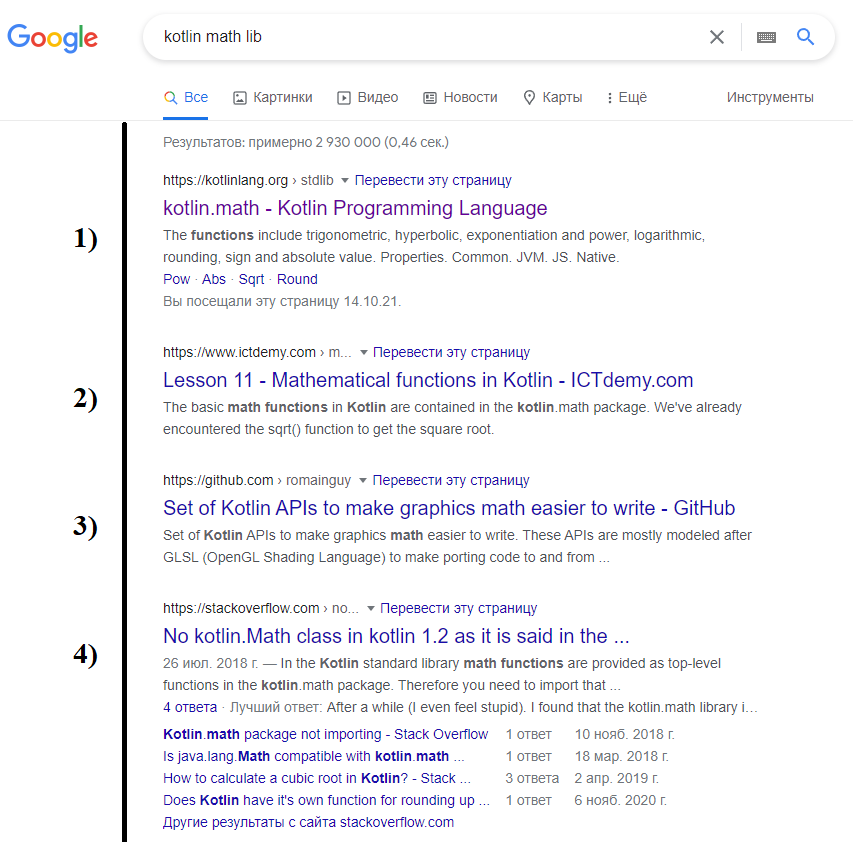 Google
kotlin math lib
Все Картинки Видео Новости Карты Ещё Инструменты
Результатов: примерно 2 930 000 (0,46 сек.)
https://kotlinlang.org › stdlib Перевести эту страницу
kotlin.math - Kotlin Programming Language
1)
The functions include trigonometric, hyperbolic, exponentiation and power, logarithmic,
rounding, sign and absolute value. Properties. Common. JVM. JS. Native.
Pow · Abs · Sqrt · Round
Вы посещали эту страницу 14.10.21.
https://www.ictdemy.com › m... Перевести эту страницу
Lesson 11 - Mathematical functions in Kotlin - ICTdemy.com
2)
The basic math functions in Kotlin are contained in the kotlin.math package. We've already
encountered the sqrt() function to get the square root.
https://github.com › romainguy Перевести эту страницу
Set of Kotlin APIs to make graphics math easier to write - GitHub
3)
Set of Kotlin APIs to make graphics math easier to write. These APIs are mostly modeled after
GLSL (OpenGL Shading Language) to make porting code to and from ...
https://stackoverflow.com › no... Перевести эту страницу
No kotlin.Math class in kotlin 1.2 as it is said in the ...
4)
26 июл. 2018 г. — In the Kotlin standard library math functions are provided as top-level
functions in the kotlin.math package. Therefore you need to import that ...
4 ответа · Лучший ответ: After a while (I even feel stupid). I found that the kotlin.math library i…
Kotlin.math package not importing - Stack Overflow 1 ответ 10 нояб. 2018 г.
Is java.lang.Math compatible with kotlin.math ... 1 ответ 18 мар. 2018 г.
How to calculate a cubic root in Kotlin? - Stack ... 3 ответа 2 апр. 2019 г.
Does Kotlin have it's own function for rounding up ... 1 ответ 6 нояб. 2020 г.
Другие результаты с сайта stackoverflow.com